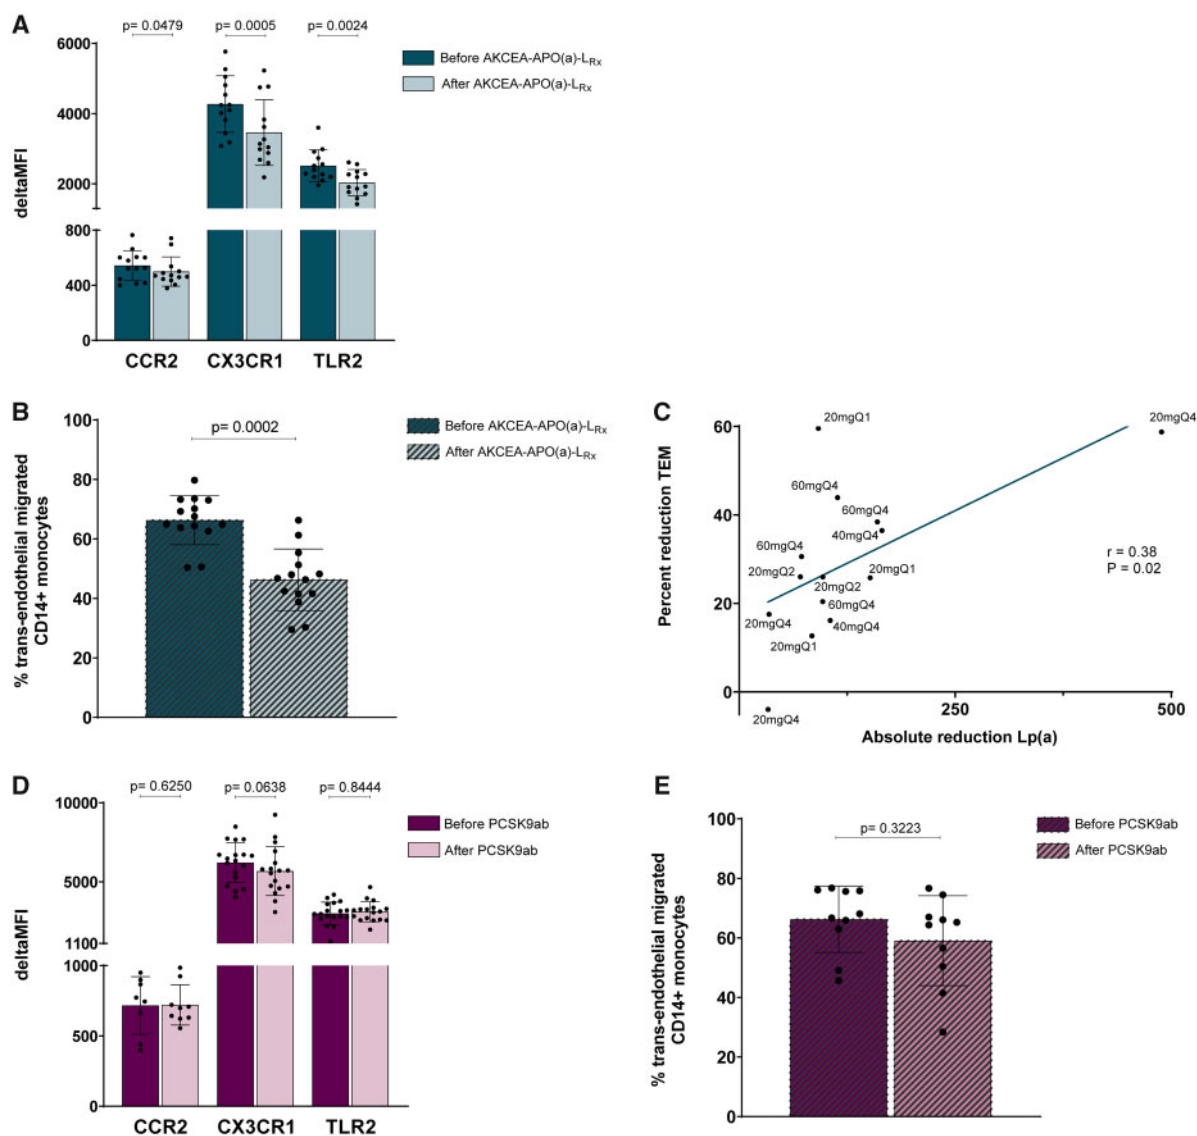 A
p= 0.0479 p= 0.0005 p= 0.0024
6000
4000
2000
800
400
0
deltaMFI
CCR2 CX3CR1 TLR2
Before AKCEA-APO(a)-LRx
After AKCEA-APO(a)-LRx
B
p= 0.0002
100
80
60
40
20
0
% trans-endothelial migrated
CD14+ monocytes
Before AKCEA-APO(a)-LRx
After AKCEA-APO(a)-LRx
C
60
40
20
0
Percent reduction TEM
20mgQ1
20mgQ4
60mgQ4
60mgQ4
40mgQ4
60mgQ4
20mgQ2
20mgQ1
20mgQ2
60mgQ4
20mgQ4
40mgQ4
20mgQ1
20mgQ4
r = 0.38
P = 0.02
250 500
Absolute reduction Lp(a)
D
p= 0.6250 p= 0.0638 p= 0.8444
10000
5000
1100
1000
500
0
deltaMFI
CCR2 CX3CR1 TLR2
Before PCSK9ab
After PCSK9ab
E
p= 0.3223
100
80
60
40
20
0
% trans-endothelial migrated
CD14+ monocytes
Before PCSK9ab
After PCSK9ab